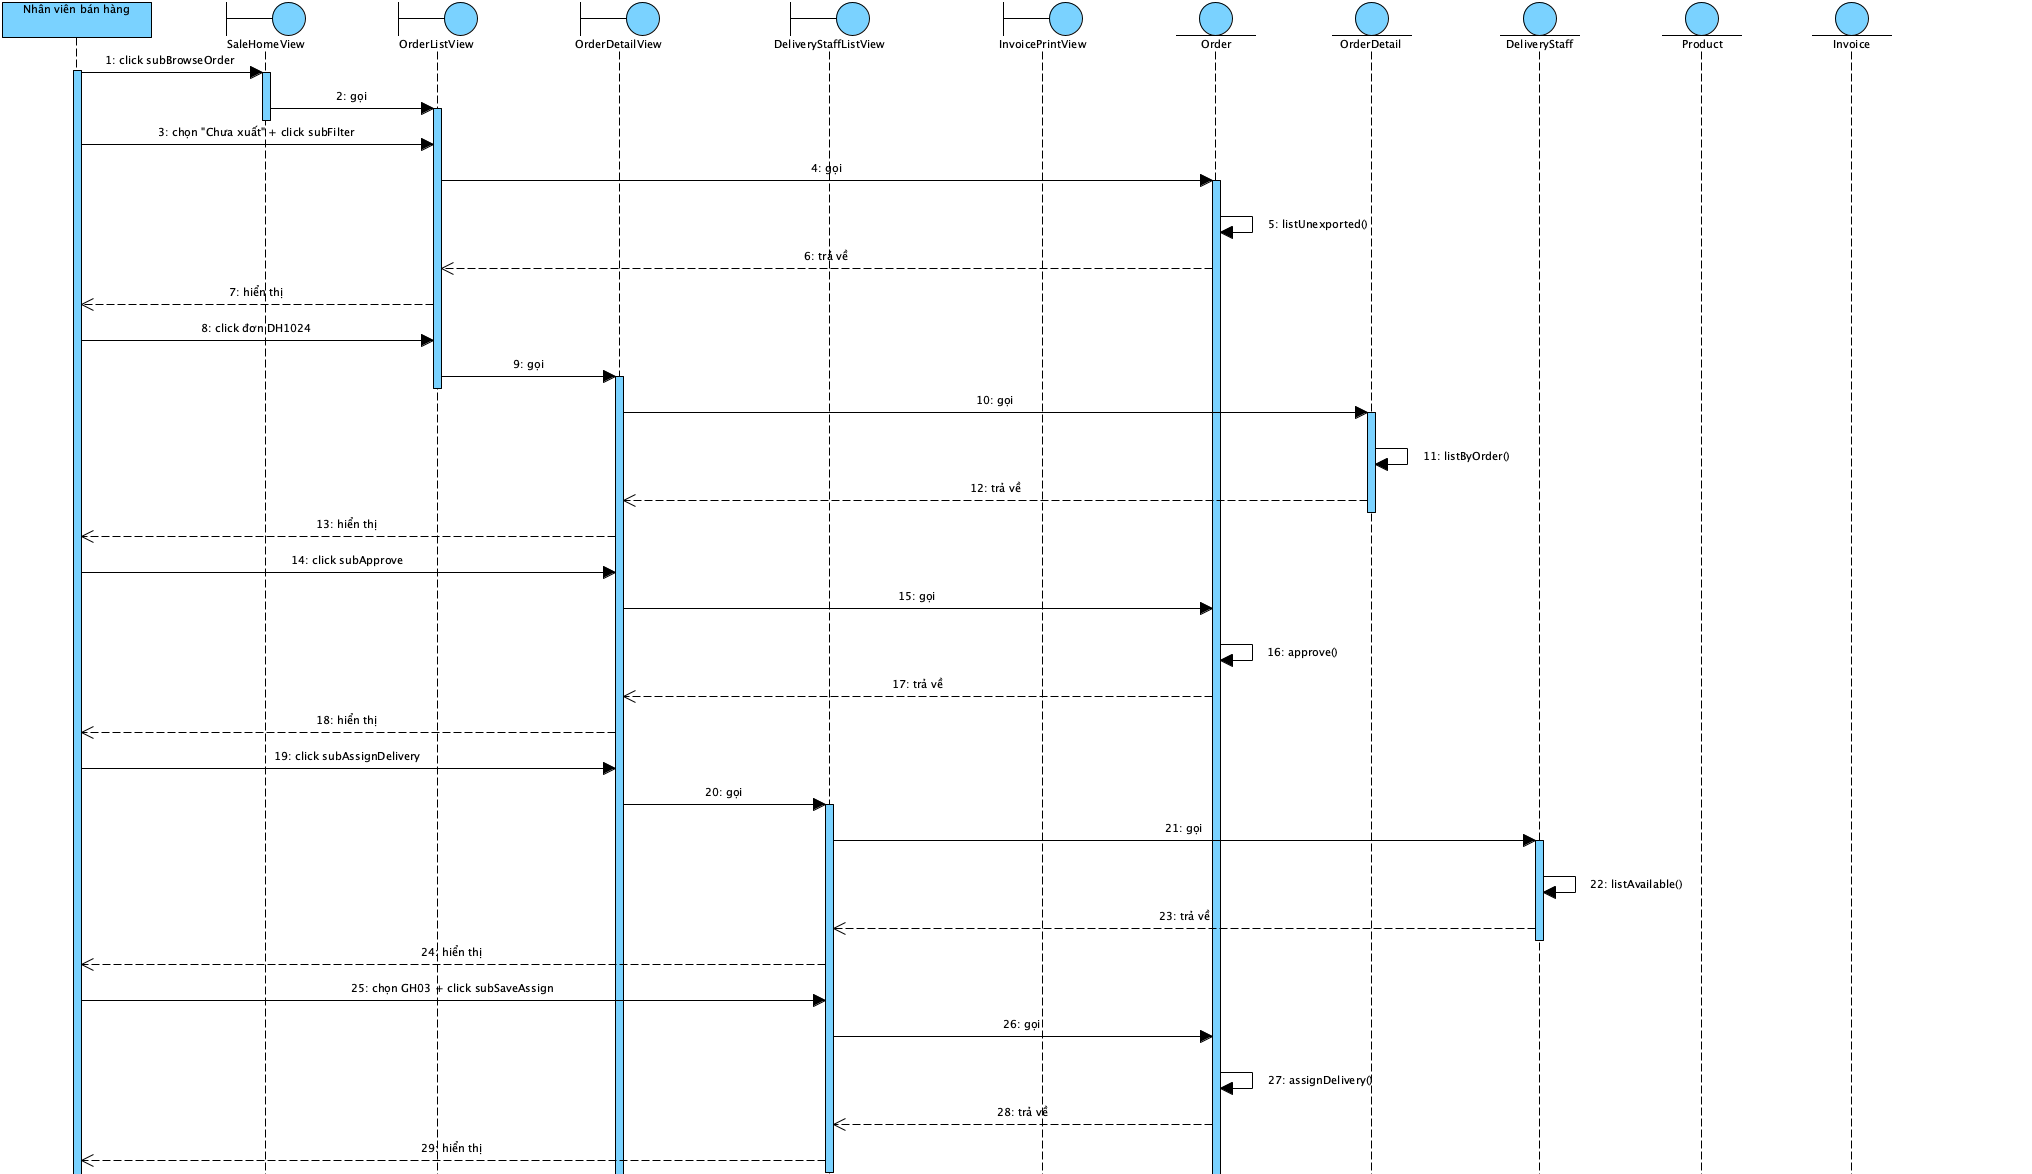 Nhân viên bán hàng
SaleHomeView
OrderListView
OrderDetailView
DeliveryStaffListView
InvoicePrintView
Order
OrderDetail
DeliveryStaff
Product
Invoice
1: click subBrowseOrder
2: gọi
3: chọn "Chưa xuất" + click subFilter
4: gọi
5: listUnexported()
6: trả về
7: hiển thị
8: click đơn DH1024
9: gọi
10: gọi
11: listByOrder()
12: trả về
13: hiển thị
14: click subApprove
15: gọi
16: approve()
17: trả về
18: hiển thị
19: click subAssignDelivery
20: gọi
21: gọi
22: listAvailable()
23: trả về
24: hiển thị
25: chọn GH03 + click subSaveAssign
26: gọi
27: assignDelivery()
28: trả về
29: hiển thị